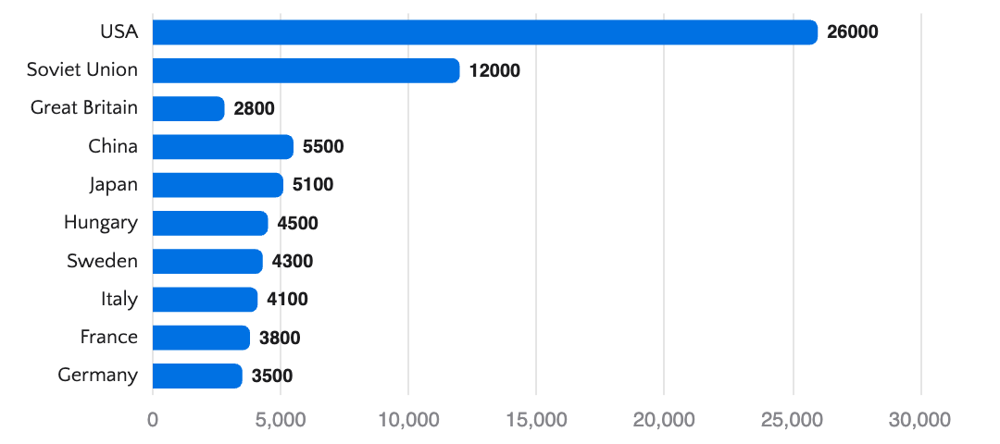 USA 26000
Soviet Union 12000
Great Britain 2800
China 5500
Japan 5100
Hungary 4500
Sweden 4300
Italy 4100
France 3800
Germany 3500
0 5,000 10,000 15,000 20,000 25,000 30,000